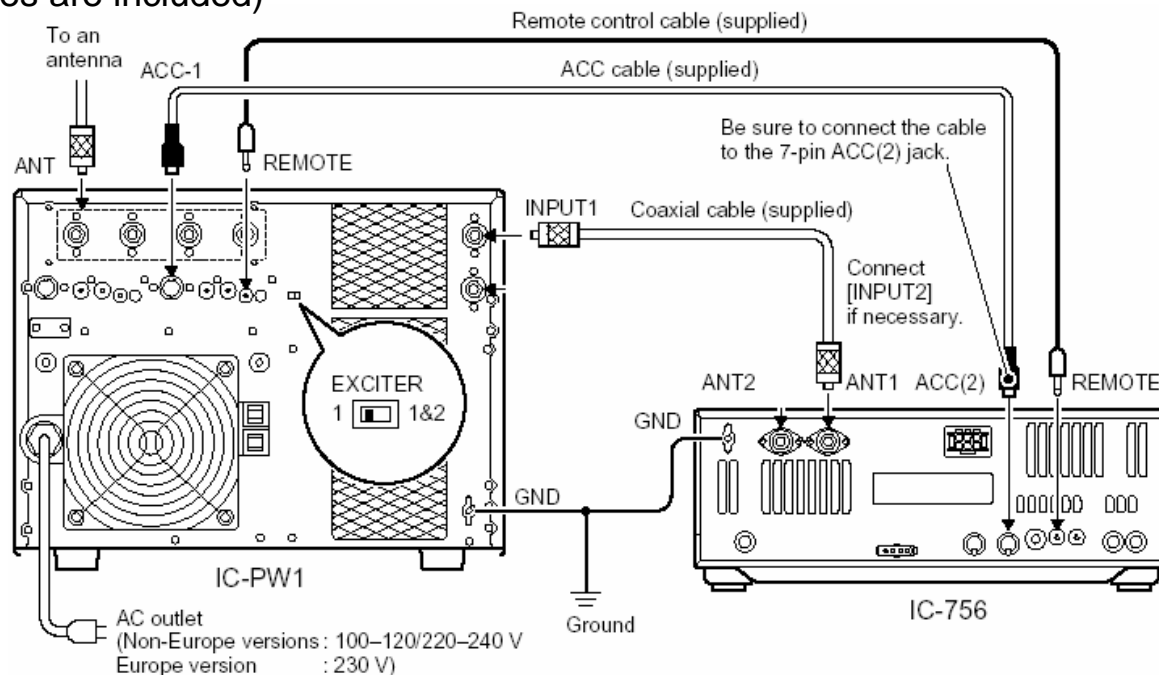 es are included)
Remote control cable (supplied)
To an
antenna
ACC-1
ACC cable (supplied)
Be sure to connect the cable
to the 7-pin ACC(2) jack.
ANT
REMOTE
INPUT1
Coaxial cable (supplied)
Connect
[INPUT2]
if necessary.
EXCITER
1 1&2
ANT2
ANT1
ACC(2)
REMOTE
GND
GND
IC-PW1
IC-756
Ground
AC outlet
(Non-Europe versions : 100–120/220–240 V
Europe version : 230 V)